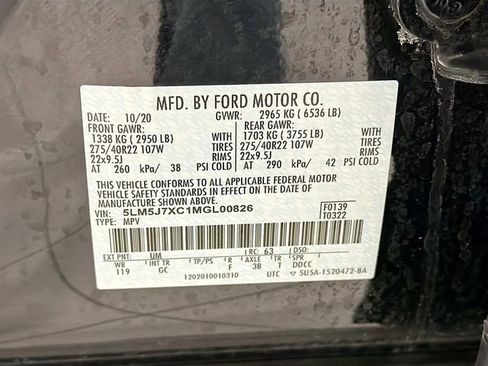 MFD. BY FORD MOTOR CO.
DATE: 10/20 GVWR: 2965 KG ( 6536 LB)
FRONT GAWR: REAR GAWR:
1338 KG ( 2950 LB) 1703 KG ( 3755 LB)
275/40R22 107W TIRES 275/40R22 107W TIRES
22x9.5J RIMS 22x9.5J RIMS
AT 260 kPa/ 38 PSI COLD AT 290 kPa/ 42 PSI COLD
THIS VEHICLE CONFORMS TO ALL APPLICABLE FEDERAL MOTOR
VEHICLE SAFETY STANDARDS IN EFFECT ON THE DATE OF
MANUFACTURE SHOWN ABOVE.
VIN: 5LM5J7XC1MGL00826 F0139
TYPE: MPV T0322
EXT PNT: UM RC: 63 DSO:
WB INT TR TP/PS R AXLE TR SPR
119 GC F 3B T DDCC
1202010010310 UTC 5U5A-1520472-BA